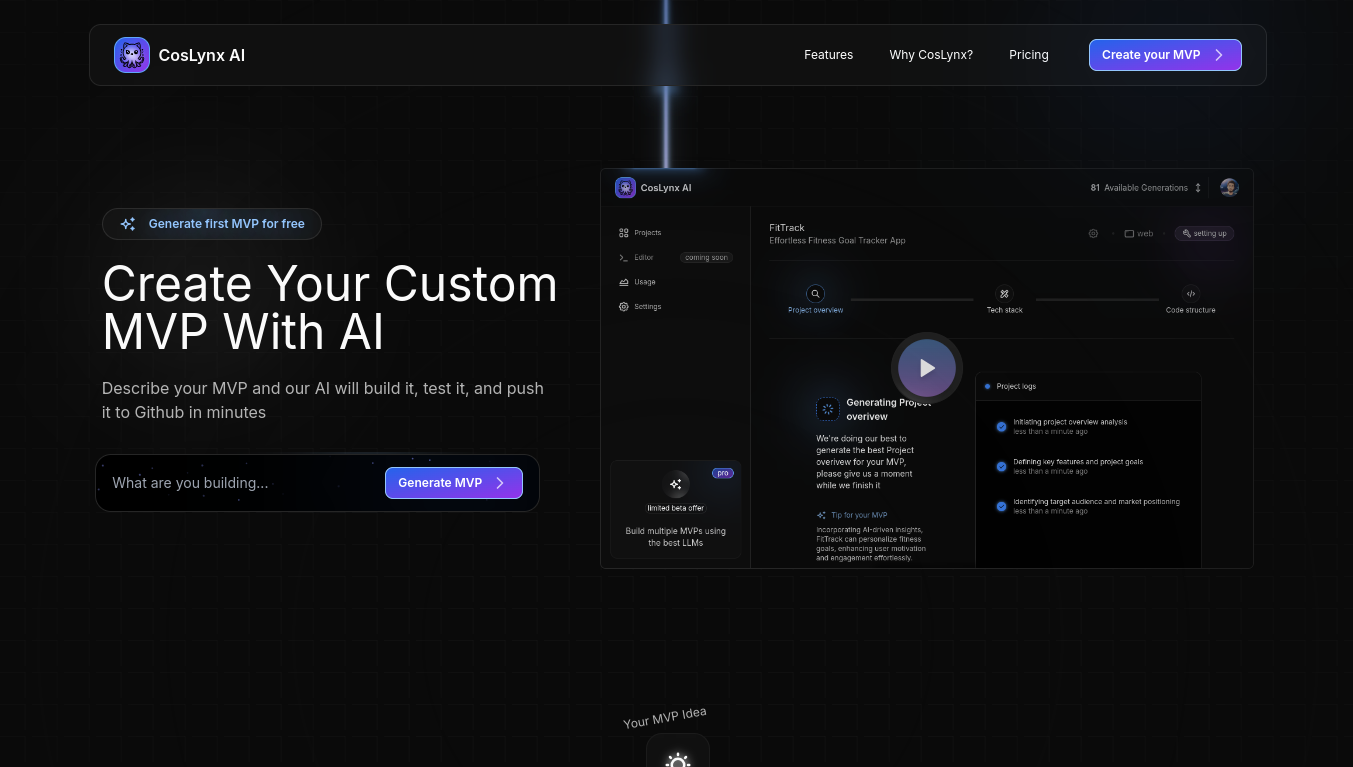 CosLynx AI
Features
Why CosLynx?
Pricing
Create your MVP
Generate first MVP for free
Create Your Custom
MVP With AI
Describe your MVP and our AI will build it, test it, and push
it to Github in minutes
What are you building...
Generate MVP
CosLynx AI
81 Available Generations
Projects
Editor
coming soon
Usage
Settings
pro
limited beta offer
Build multiple MVPs using
the best LLMs
FitTrack
Effortless Fitness Goal Tracker App
web
setting up
Project overview
Tech stack
Code structure
Generating Project
overivew
We're doing our best to
generate the best Project
overivew for your MVP,
please give us a moment
while we finish it
Tip for your MVP
Incorporating AI-driven insights,
FitTrack can personalize fitness
goals, enhancing user motivation
and engagement effortlessly.
Project logs
Initiating project overview analysis
less than a minute ago
Defining key features and project goals
less than a minute ago
Identifying target audience and market positioning
less than a minute ago
Your MVP Idea